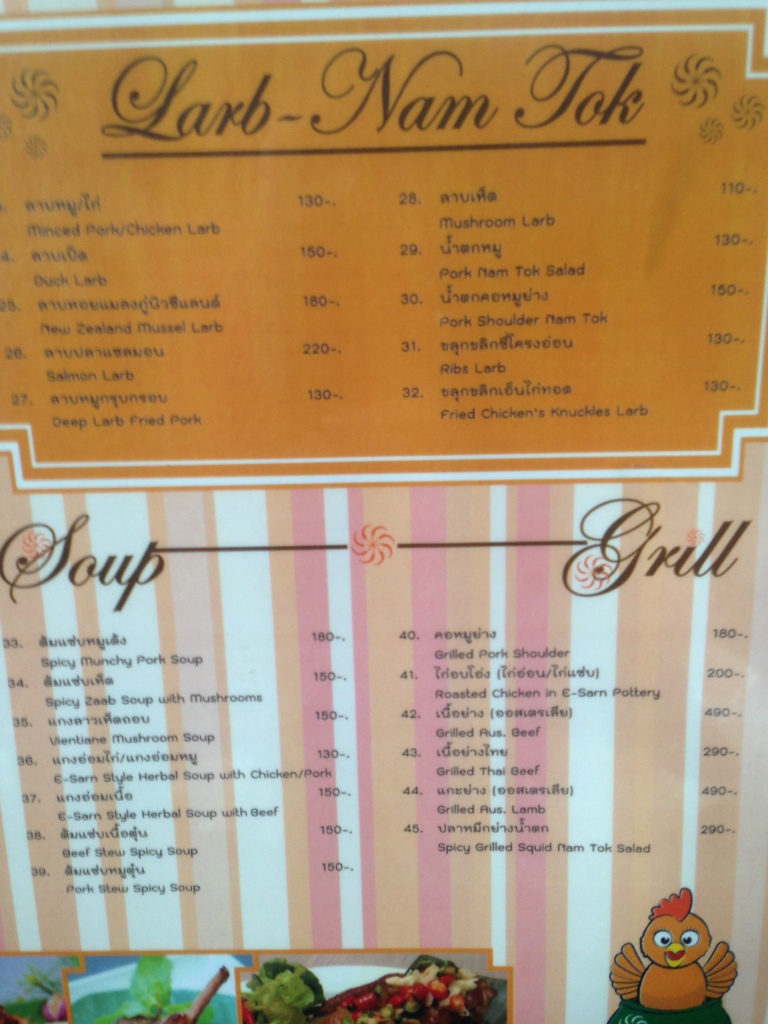 Larb-Nam Tok
ลาบหมู/ไก่ 130-.
Minced Pork/Chicken Larb
4. ลาบเป็ด 150-.
Duck Larb
25. ลาบหอยแมลงภู่นิวซีแลนด์ 180-.
New Zealand Mussel Larb
26. ลาบปลาแซลมอน 220-.
Salmon Larb
27. ลาบหมูกรุบกรอบ 130-.
Deep Larb Fried Pork
28. ลาบเห็ด 110-.
Mushroom Larb
29. น้ำตกหมู 130-.
Pork Nam Tok Salad
30. น้ำตกคอหมูย่าง 150-.
Pork Shoulder Nam Tok
31. ขลุกขลิกซี่โครงอ่อน 130-.
Ribs Larb
32. ขลุกขลิกเอ็นไก่ทอด 130-.
Fried Chicken's Knuckles Larb
Soup
33. ต้มแซ่บหมูเด้ง 180-.
Spicy Munchy Pork Soup
34. ต้มแซ่บเห็ด 150-.
Spicy Zaab Soup with Mushrooms
35. แกงลาวเห็ดถอบ 150-.
Vientiane Mushroom Soup
36. แกงอ่อมไก่/แกงอ่อมหมู 130-.
E-Sarn Style Herbal Soup with Chicken/Pork
37. แกงอ่อมเนื้อ 150-.
E-Sarn Style Herbal Soup with Beef
38. ต้มแซ่บเนื้อตุ๋น 150-.
Beef Stew Spicy Soup
39. ต้มแซ่บหมูตุ๋น 150-.
Pork Stew Spicy Soup
Grill
40. คอหมูย่าง 180-.
Grilled Pork Shoulder
41. ไก่อบโอ่ง (ไก่อ่อน/ไก่แซ่บ) 200-.
Roasted Chicken in E-Sarn Pottery
42. เนื้อย่าง (ออสเตรเลีย) 490-.
Grilled Aus. Beef
43. เนื้อย่างไทย 290-.
Grilled Thai Beef
44. แกะย่าง (ออสเตรเลีย) 490-.
Grilled Aus. Lamb
45. ปลาหมึกย่างน้ำตก 290-.
Spicy Grilled Squid Nam Tok Salad